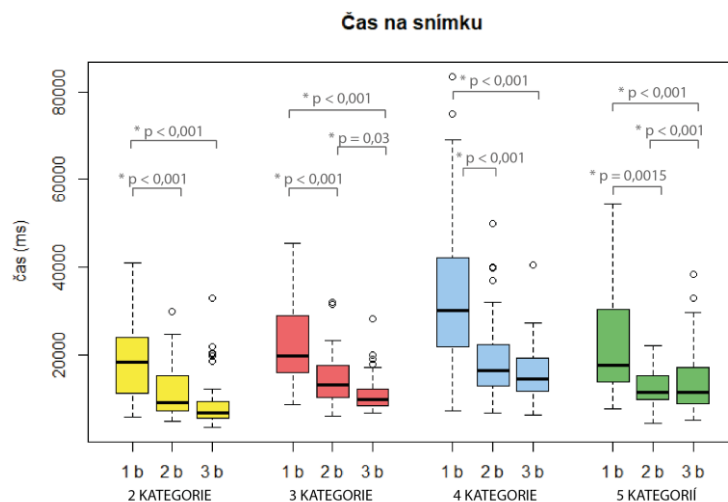 Čas na snímku
čas (ms)
80000
60000
40000
20000
* p < 0,001
* p < 0,001
* p < 0,001
* p = 0,03
* p < 0,001
* p < 0,001
* p < 0,001
* p < 0,001
* p < 0,001
* p = 0,0015
1 b 2 b 3 b 1 b 2 b 3 b 1 b 2 b 3 b 1 b 2 b 3 b
2 KATEGORIE 3 KATEGORIE 4 KATEGORIE 5 KATEGORIÍ